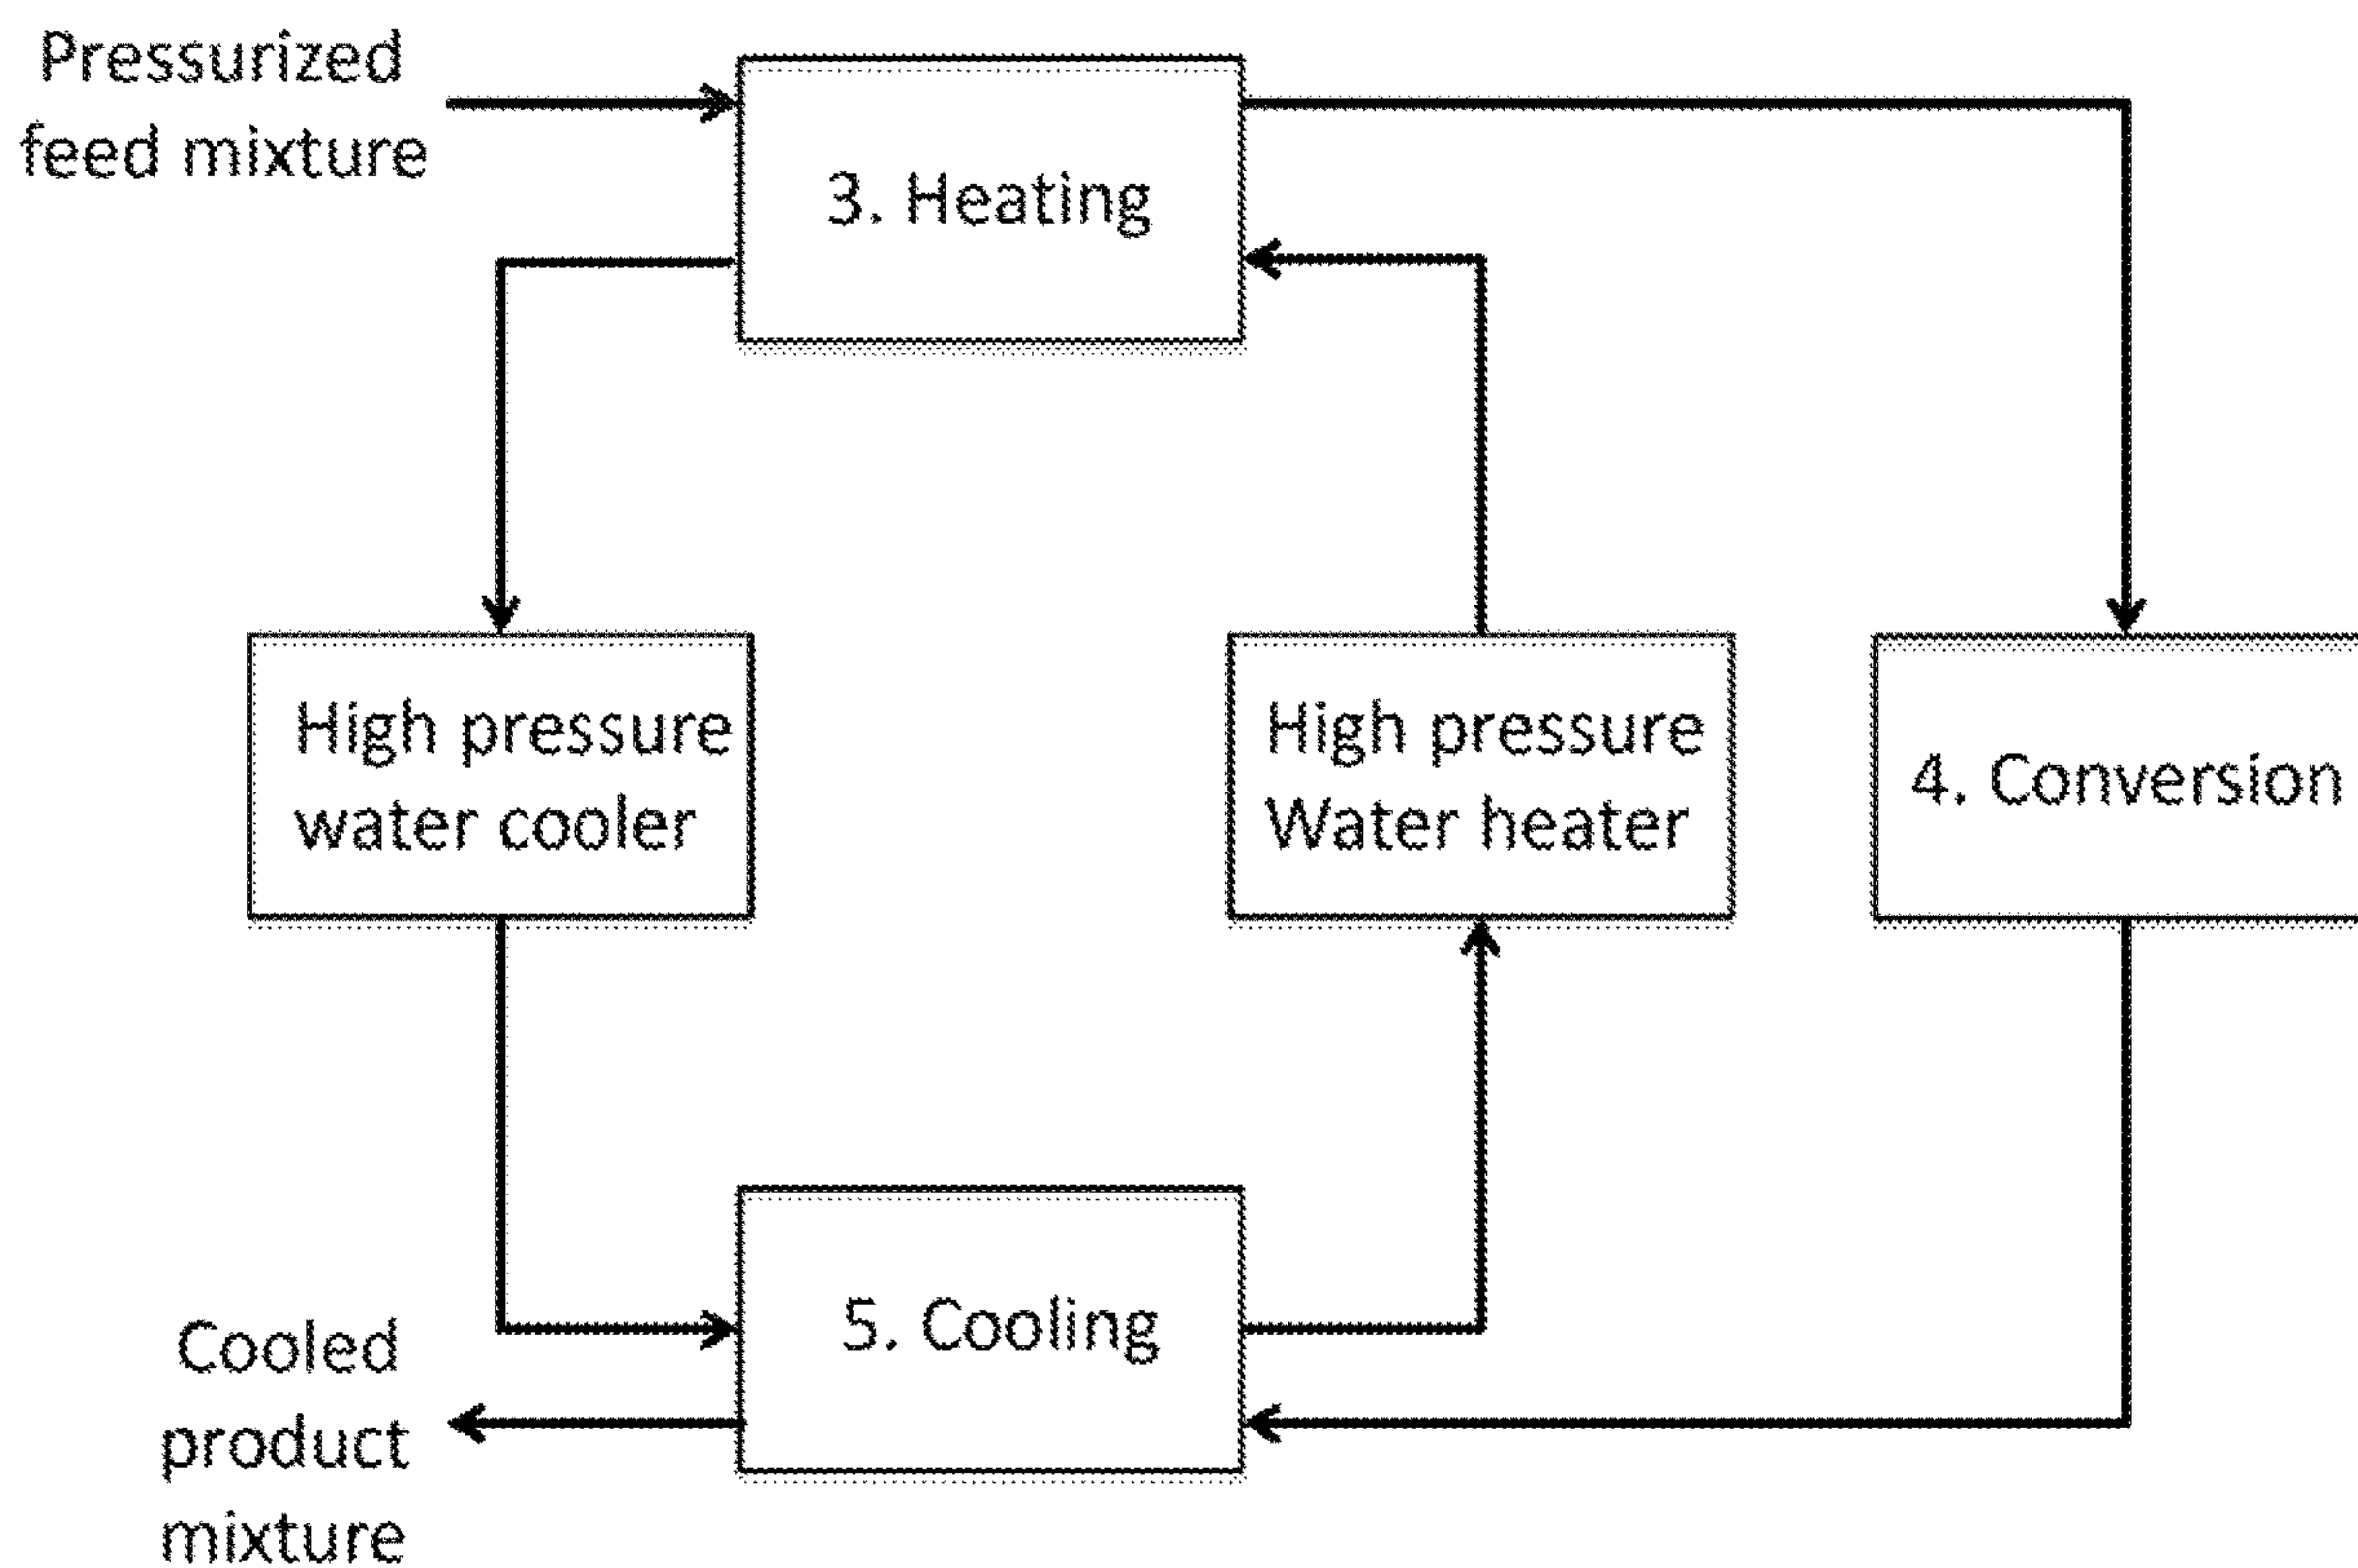 Pressurized
feed mixture
3. Heating
High pressure
water cooler
High pressure
Water heater
4. Conversion
5. Cooling
Cooled
product
mixture